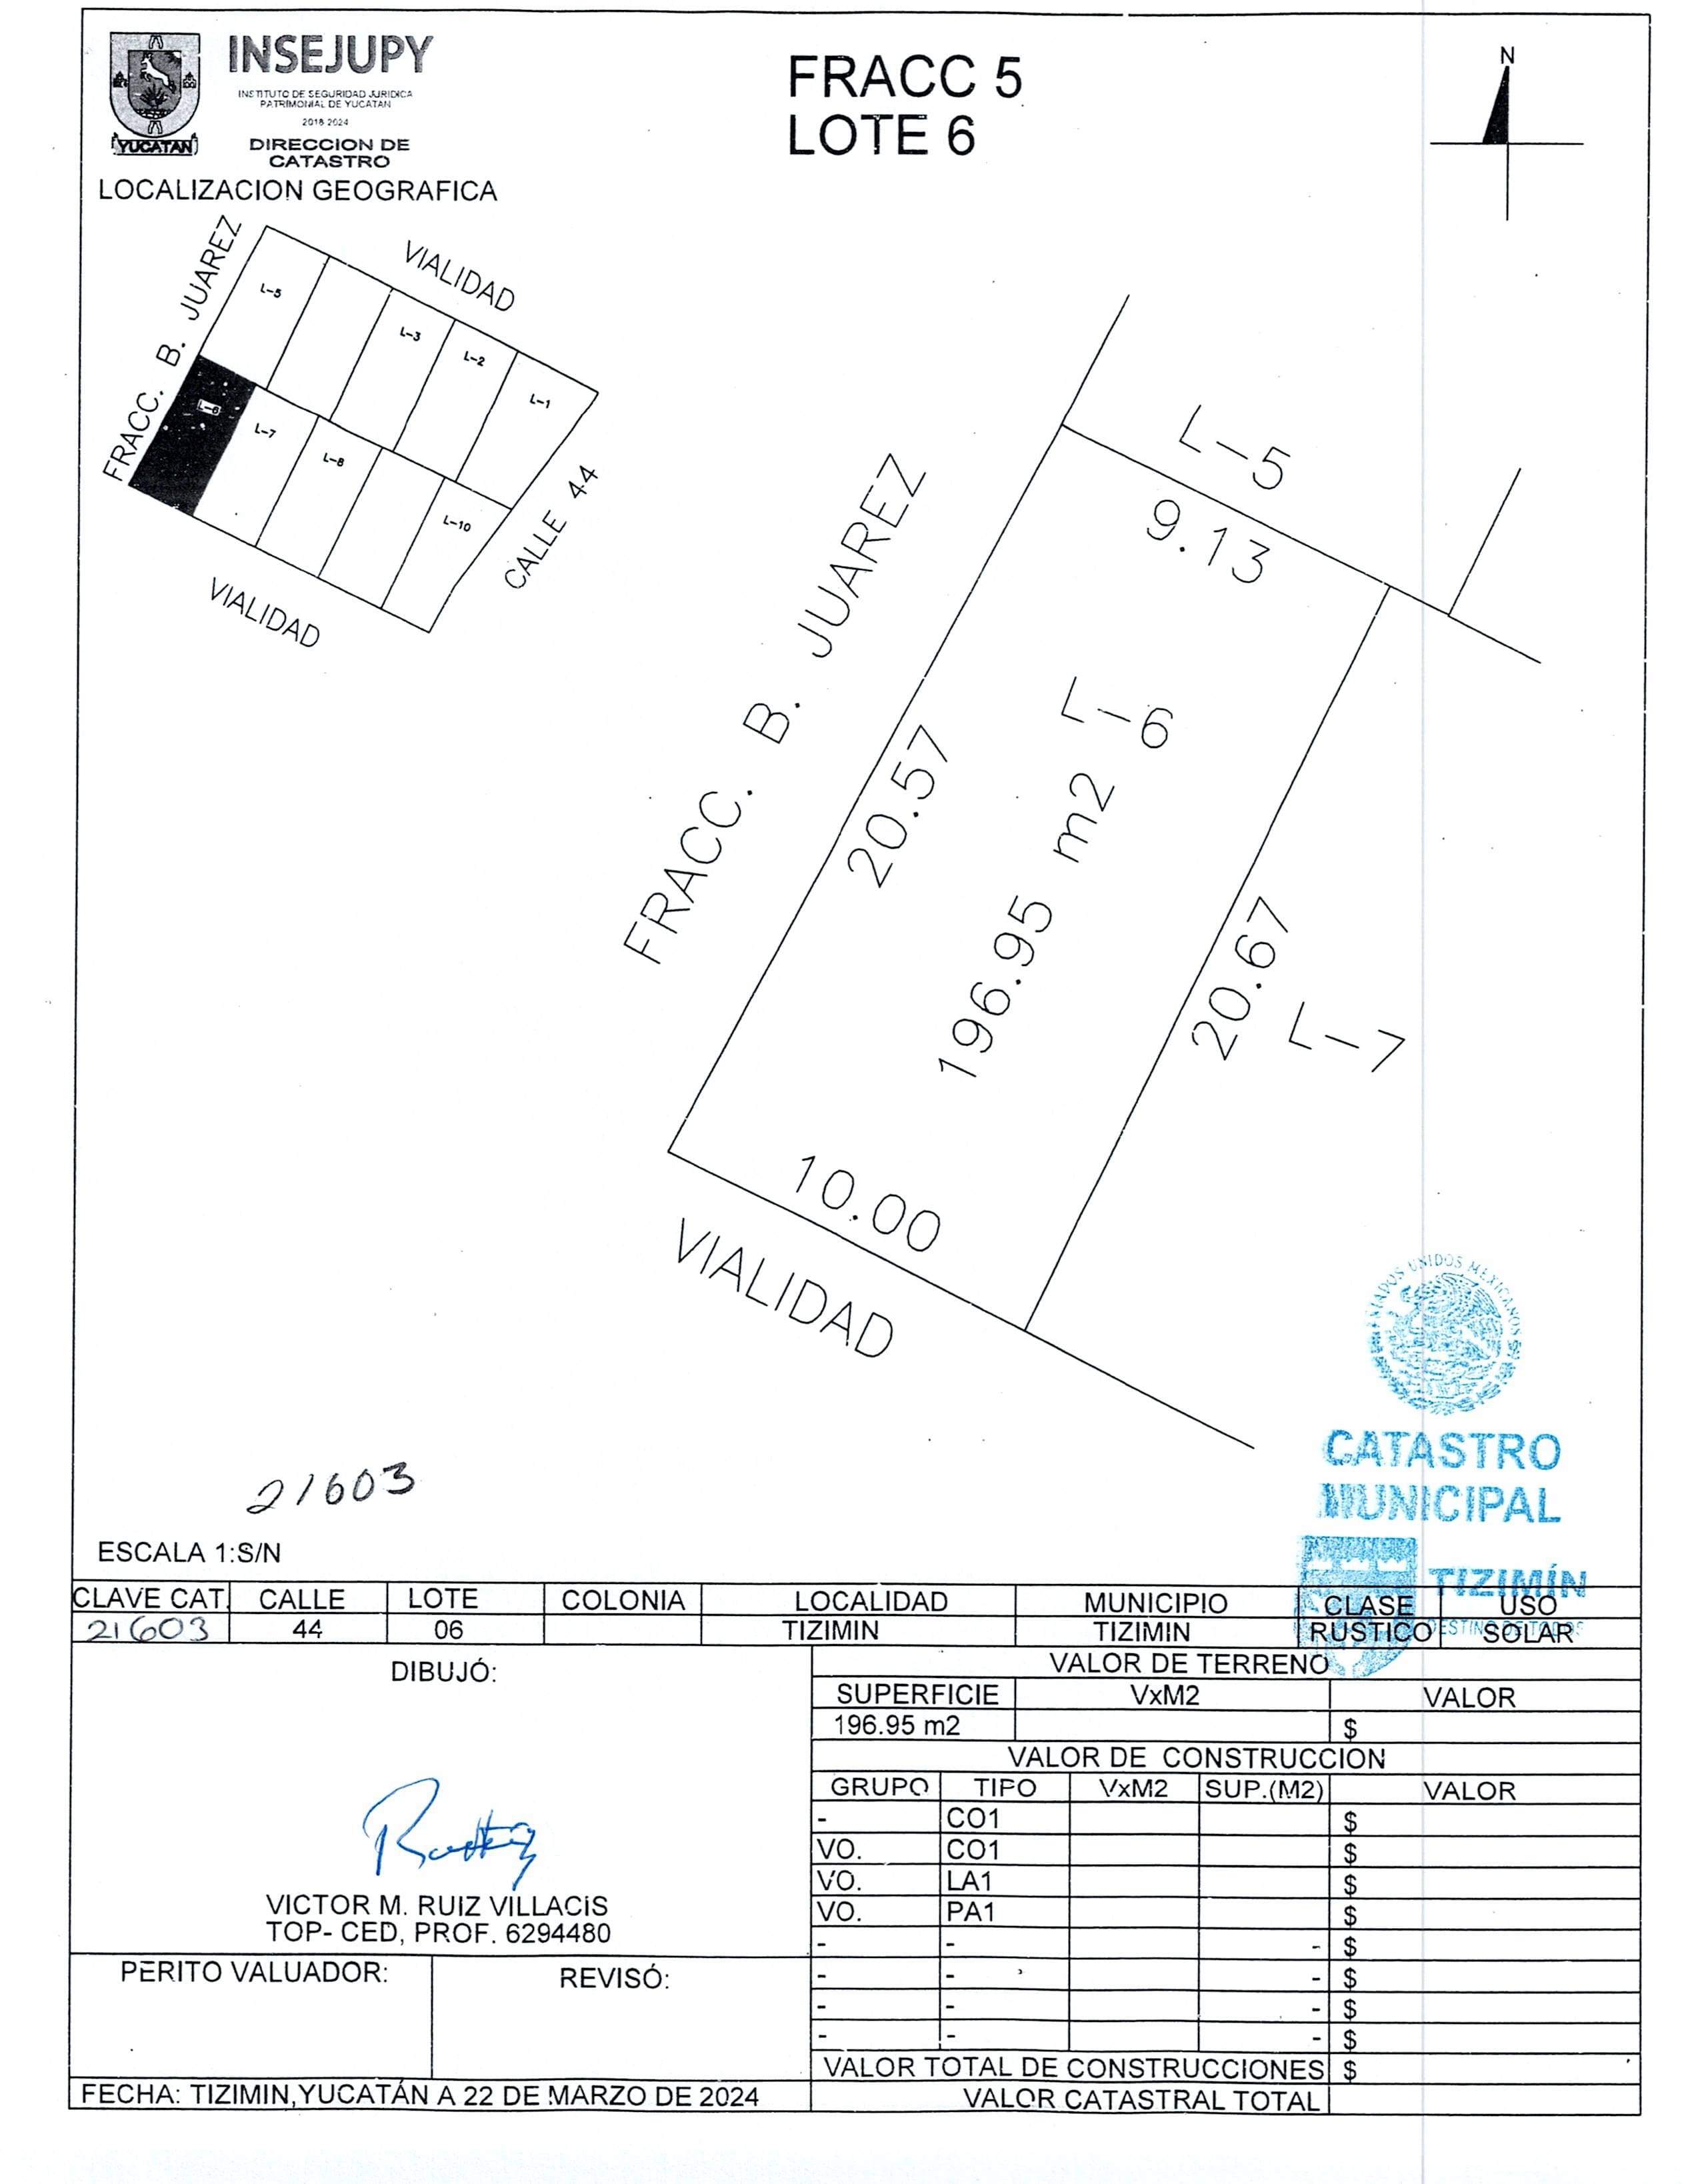 INSEJUPY
INSTITUTO DE SEGURIDAD JURIDICA
PATRIMONIAL DE YUCATAN
2018 2024
DIRECCION DE
CATASTRO
YUCATAN
LOCALIZACION GEOGRAFICA
FRACC 5
LOTE 6
N
FRACC. B. JUAREZ
VIALIDAD
L-5
L-3
L-2
L-1
L-6
L-7
L-8
L-10
CALLE 44
VIALIDAD
L-5
9.13
FRACC. B. JUAREZ
20.57
L-6
196.95 m2
20.67
L-7
10.00
VIALIDAD
ESTADOS UNIDOS MEXICANOS
CATASTRO
MUNICIPAL
TIZIMÍN
DESTINO DE TODOS
21603
ESCALA 1:S/N
CLAVE CAT. CALLE LOTE COLONIA LOCALIDAD MUNICIPIO CLASE USO
21603 44 06 TIZIMIN TIZIMIN RUSTICO SOLAR
DIBUJÓ:
VICTOR M. RUIZ VILLACIS
TOP- CED, PROF. 6294480
PERITO VALUADOR: REVISÓ:
FECHA: TIZIMIN,YUCATÁN A 22 DE MARZO DE 2024
VALOR DE TERRENO
SUPERFICIE VxM2 VALOR
196.95 m2 $
VALOR DE CONSTRUCCION
GRUPO TIPO VxM2 SUP.(M2) VALOR
- CO1 $
VO. CO1 $
VO. LA1 $
VO. PA1 $
- - - $
- - - $
- - - $
- - - $
VALOR TOTAL DE CONSTRUCCIONES $
VALOR CATASTRAL TOTAL